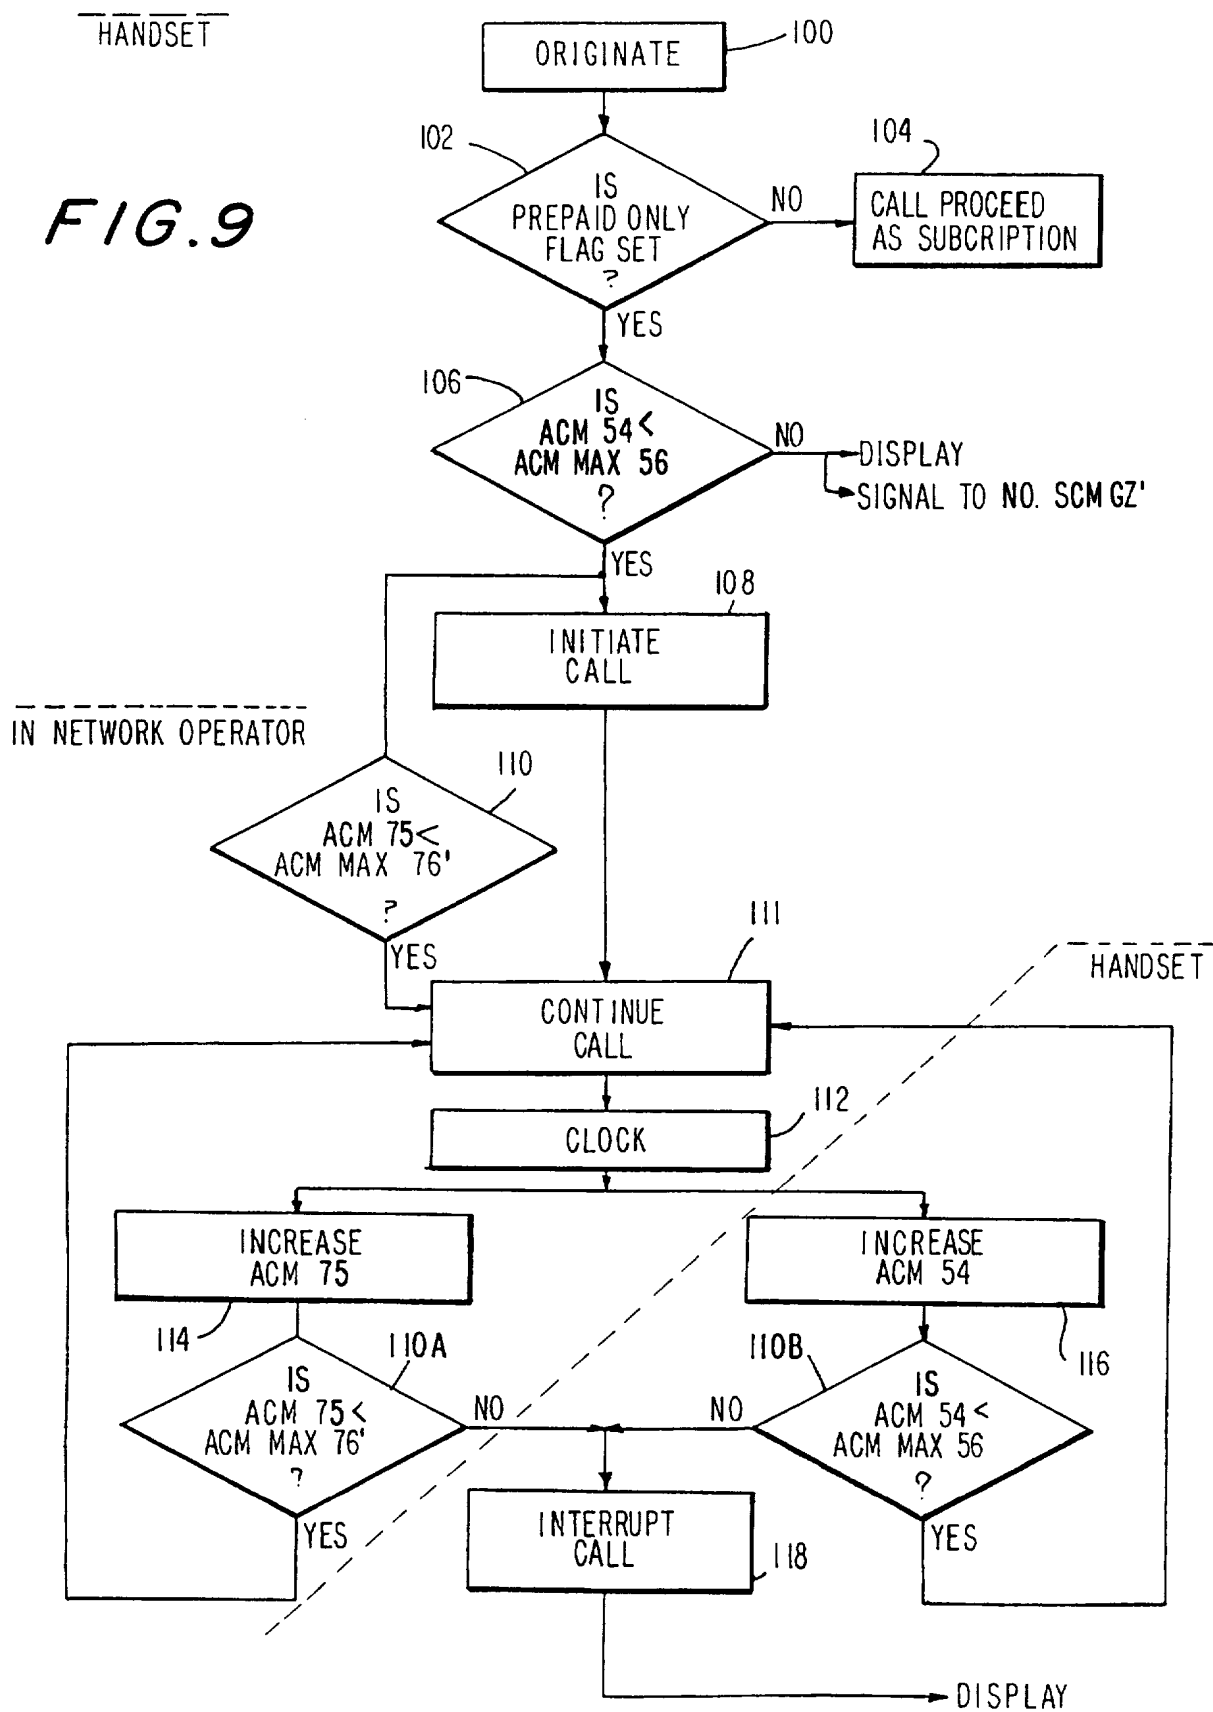 HANDSET
ORIGINATE
100
FIG.9
102
IS
PREPAID ONLY
FLAG SET
?
NO
104
CALL PROCEED
AS SUBCRIPTION
YES
106
IS
ACM 54<
ACM MAX 56
?
NO
DISPLAY
SIGNAL TO NO. SCM GZ'
YES
108
INITIATE
CALL
IN NETWORK OPERATOR
110
IS
ACM 75<
ACM MAX 76'
?
YES
111
HANDSET
CONTINUE
CALL
112
CLOCK
INCREASE
ACM 75
INCREASE
ACM 54
114
110A
110B
116
IS
ACM 75<
ACM MAX 76'
?
NO
NO
IS
ACM 54<
ACM MAX 56
?
YES
INTERRUPT
CALL
118
YES
DISPLAY